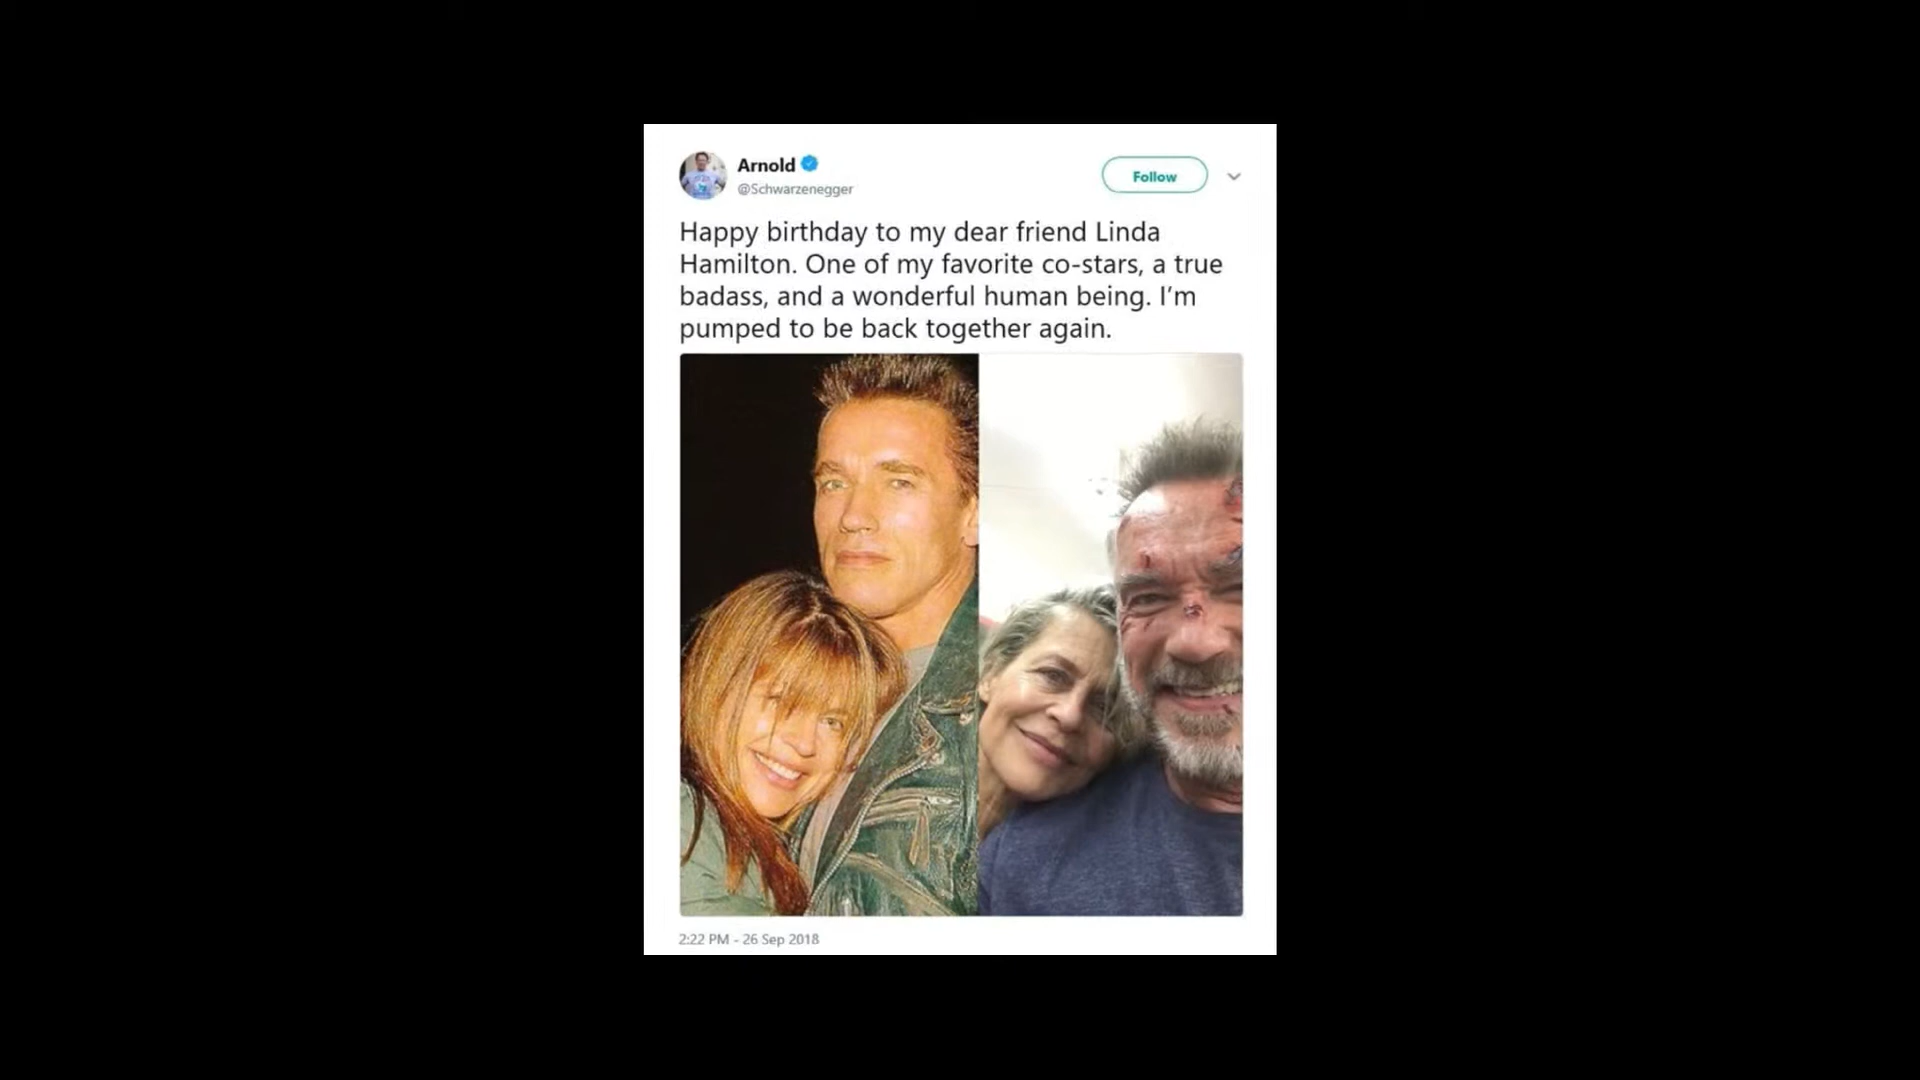 Arnold
@Schwarzenegger
Follow
Happy birthday to my dear friend Linda
Hamilton. One of my favorite co-stars, a true
badass, and a wonderful human being. I’m
pumped to be back together again.
2:22 PM - 26 Sep 2018